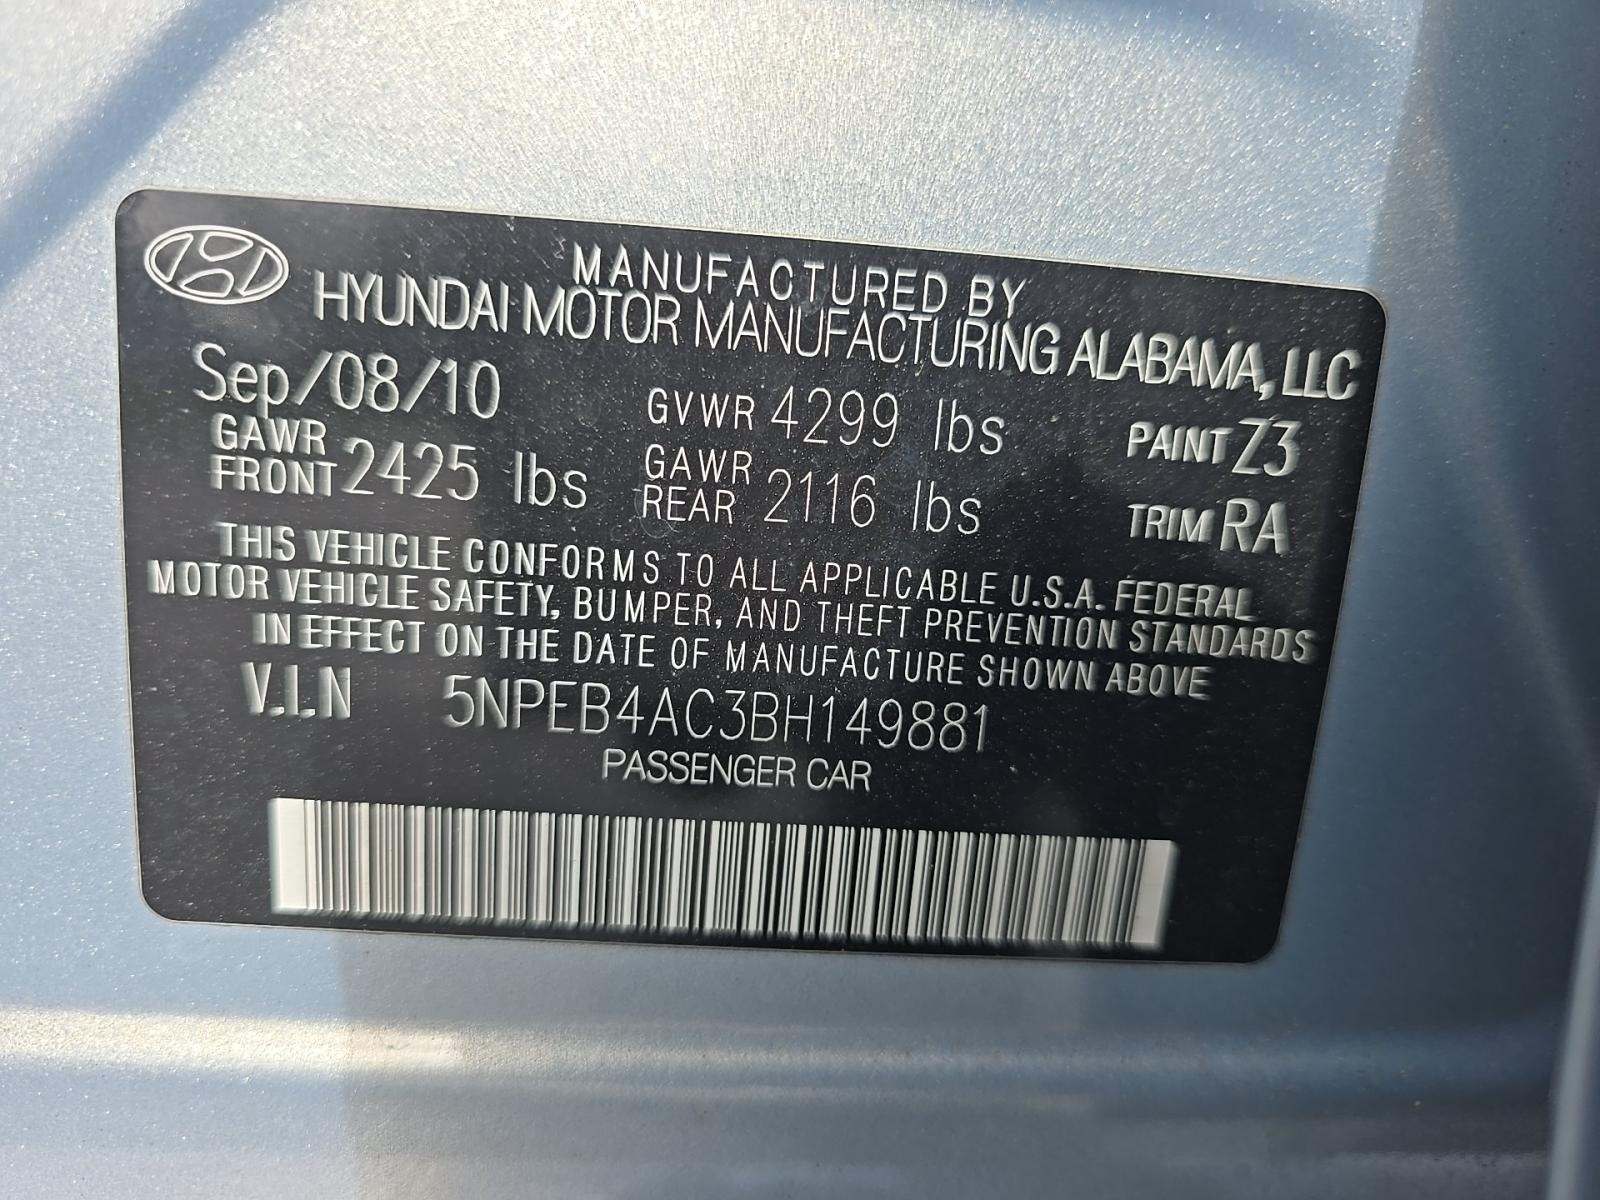 MANUFACTURED BY
HYUNDAI MOTOR MANUFACTURING ALABAMA, LLC
Sep/08/10 GVWR 4299 lbs PAINT Z3
GAWR FRONT 2425 lbs GAWR REAR 2116 lbs TRIM RA
THIS VEHICLE CONFORMS TO ALL APPLICABLE U.S.A. FEDERAL
MOTOR VEHICLE SAFETY, BUMPER, AND THEFT PREVENTION STANDARDS
IN EFFECT ON THE DATE OF MANUFACTURE SHOWN ABOVE
V.I.N 5NPEB4AC3BH149881
PASSENGER CAR